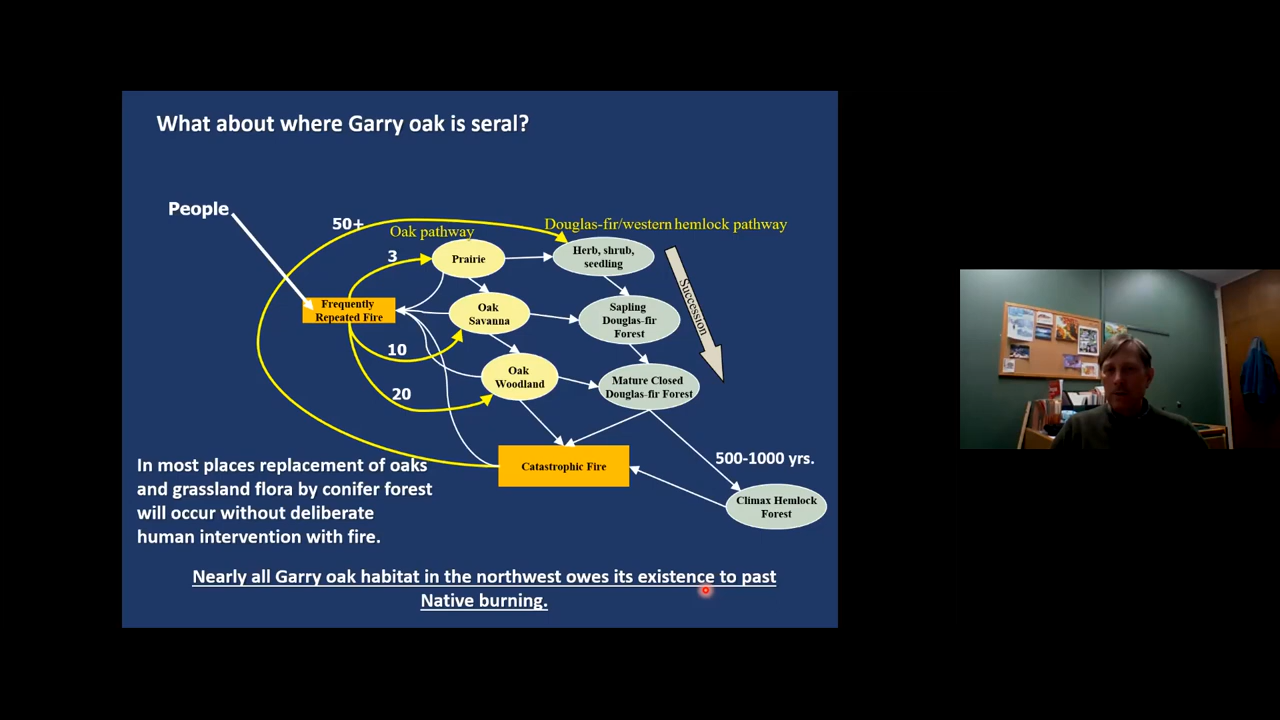 What about where Garry oak is seral?
People
50+
Oak pathway
Douglas-fir/western hemlock pathway
3
Prairie
Herb, shrub,
seedling
Frequently
Repeated Fire
Oak
Savanna
Sapling
Douglas-fir
Forest
Succession
10
20
Oak
Woodland
Mature Closed
Douglas-fir Forest
Catastrophic Fire
500-1000 yrs.
Climax Hemlock
Forest
In most places replacement of oaks
and grassland flora by conifer forest
will occur without deliberate
human intervention with fire.
Nearly all Garry oak habitat in the northwest owes its existence to past
Native burning.